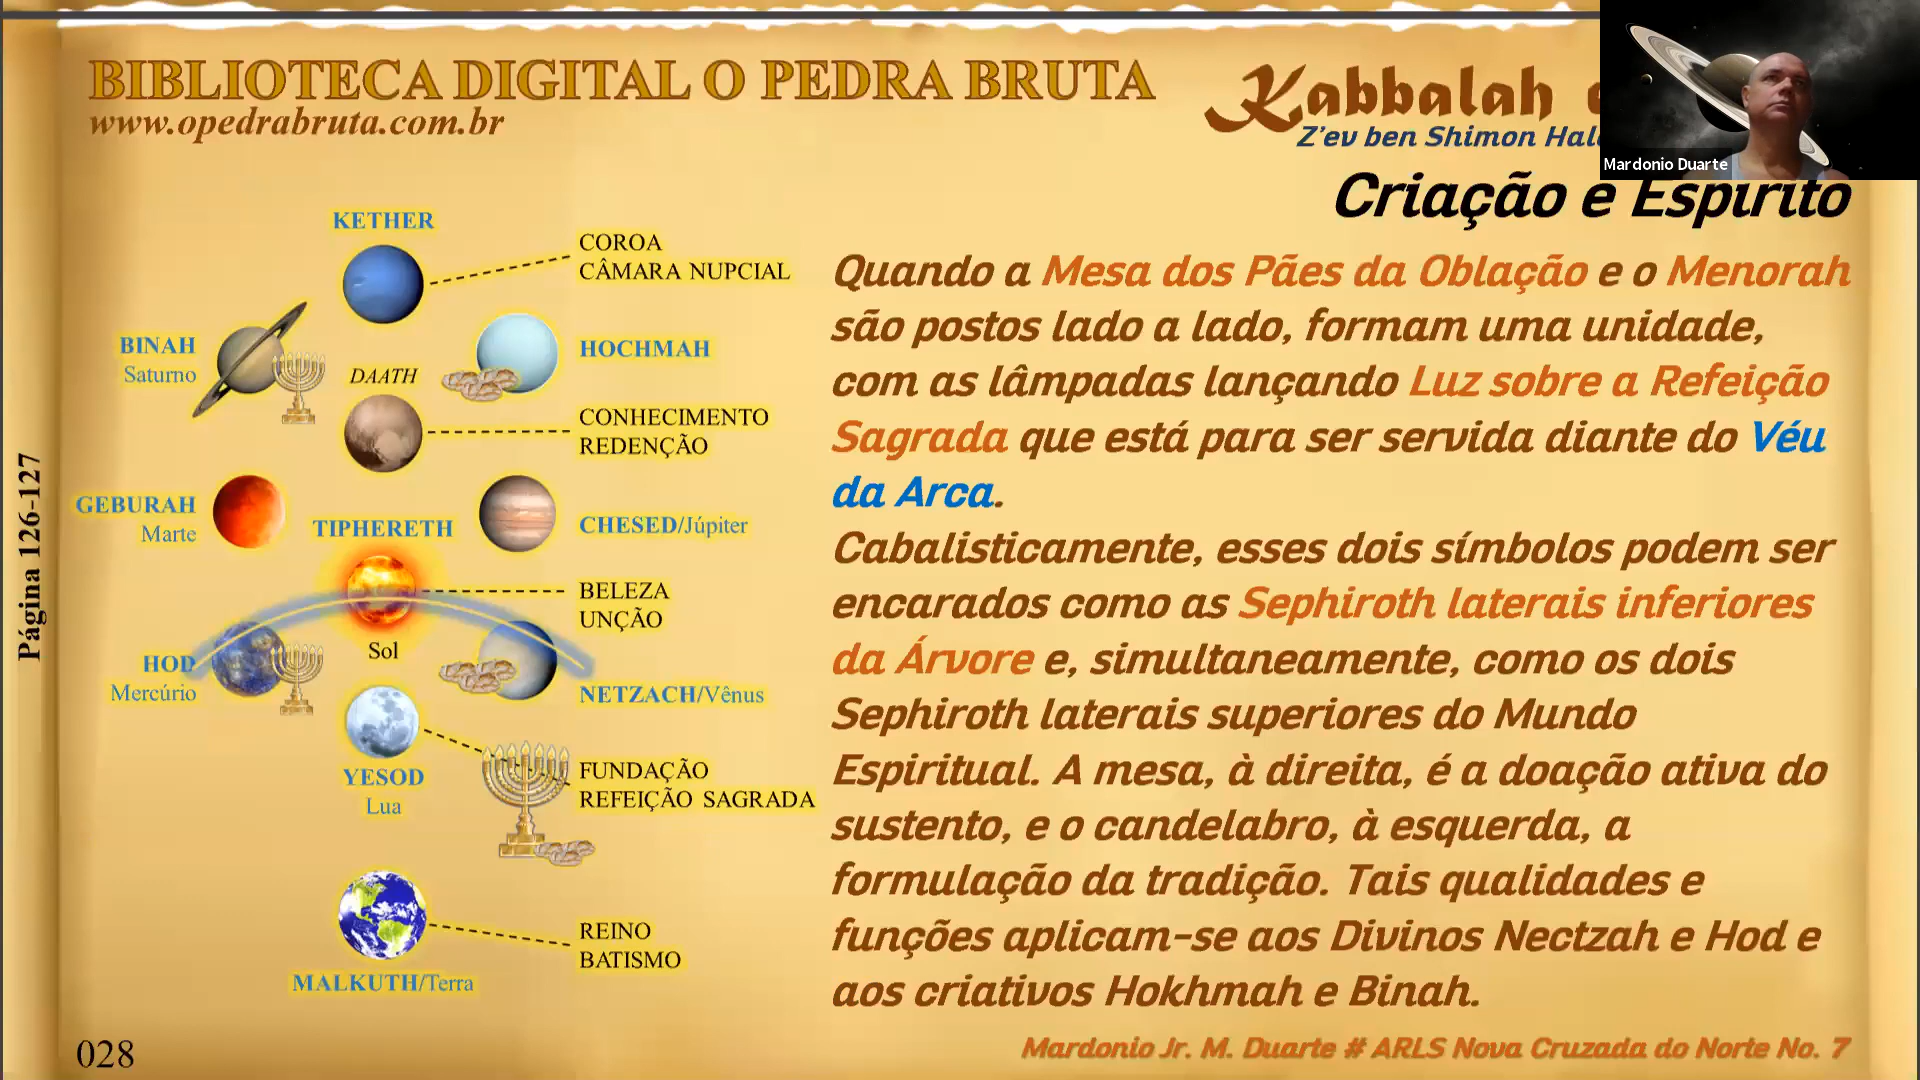 BIBLIOTECA DIGITAL O PEDRA BRUTA
www.opedrabruta.com.br
Kabbalah
Z'ev ben Shimon
Mardonio Duarte
Criação e Espírito
KETHER
COROA
CÂMARA NUPCIAL
BINAH
Saturno
HOCHMAH
DAATH
CONHECIMENTO
REDENÇÃO
GEBURAH
Marte
TIPHERETH
CHESED/Júpiter
BELEZA
UNÇÃO
Sol
HOD
Mercúrio
NETZACH/Vênus
YESOD
Lua
FUNDAÇÃO
REFEIÇÃO SAGRADA
REINO
BATISMO
MALKUTH/Terra
Página 126-127
028
Quando a Mesa dos Pães da Oblação e o Menorah
são postos lado a lado, formam uma unidade,
com as lâmpadas lançando Luz sobre a Refeição
Sagrada que está para ser servida diante do Véu
da Arca.
Cabalisticamente, esses dois símbolos podem ser
encarados como as Sephiroth laterais inferiores
da Árvore e, simultaneamente, como os dois
Sephiroth laterais superiores do Mundo
Espiritual. A mesa, à direita, é a doação ativa do
sustento, e o candelabro, à esquerda, a
formulação da tradição. Tais qualidades e
funções aplicam-se aos Divinos Nectzah e Hod e
aos criativos Hokhmah e Binah.
Mardonio Jr. M. Duarte # ARLS Nova Cruzada do Norte No. 7